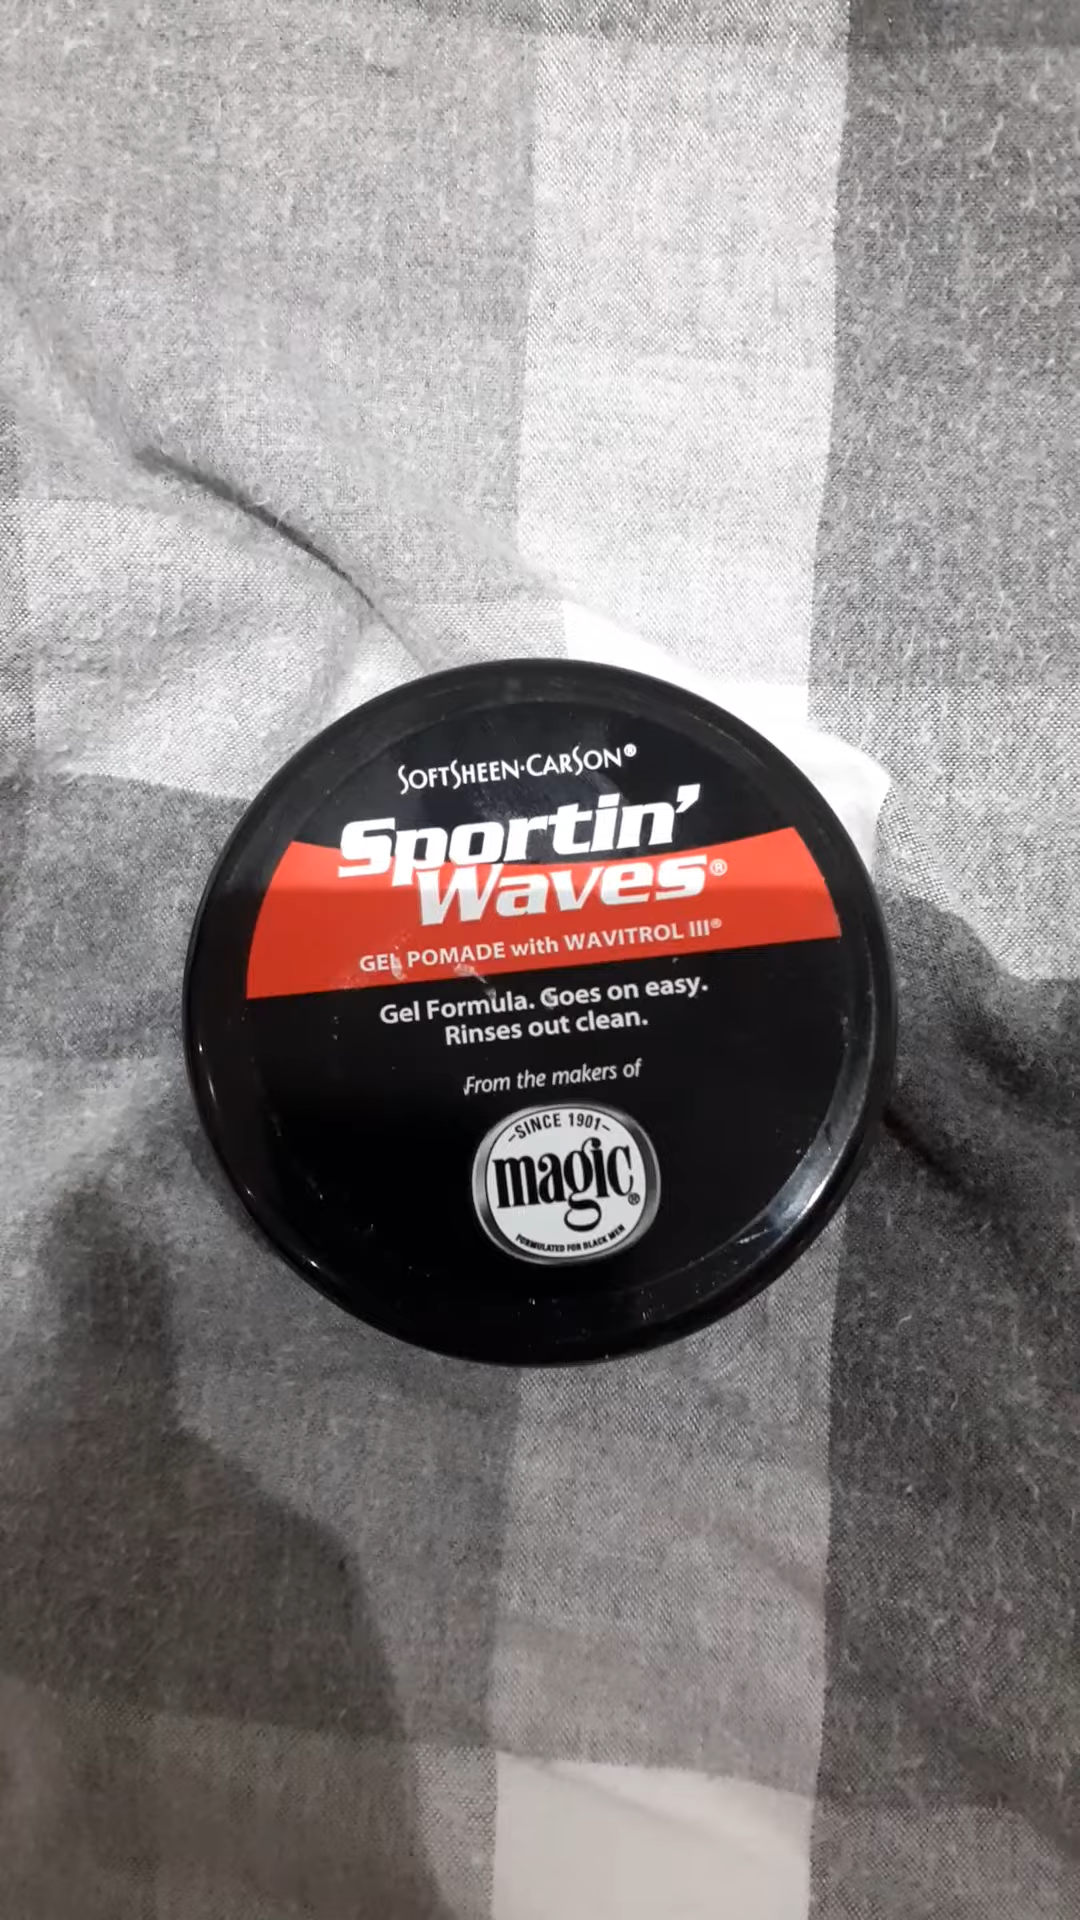 SOFTSHEEN·CARSON®
Sportin'
Waves®
GEL POMADE with WAVITROL III®
Gel Formula. Goes on easy.
Rinses out clean.
From the makers of
–SINCE 1901–
magic®
FORMULATED FOR BLACK MEN